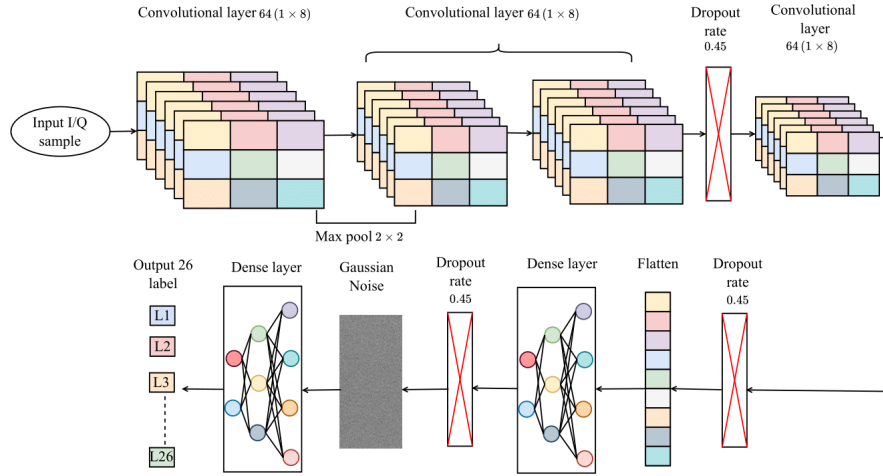 Convolutional layer 64 (1 × 8)
Convolutional layer 64 (1 × 8)
Dropout
rate
0.45
Convolutional
layer
64 (1 × 8)
Input I/Q
sample
Max pool 2 × 2
Output 26
label
Dense layer
Gaussian
Noise
Dropout
rate
0.45
Dense layer
Flatten
Dropout
rate
0.45
L1
L2
L3
L26